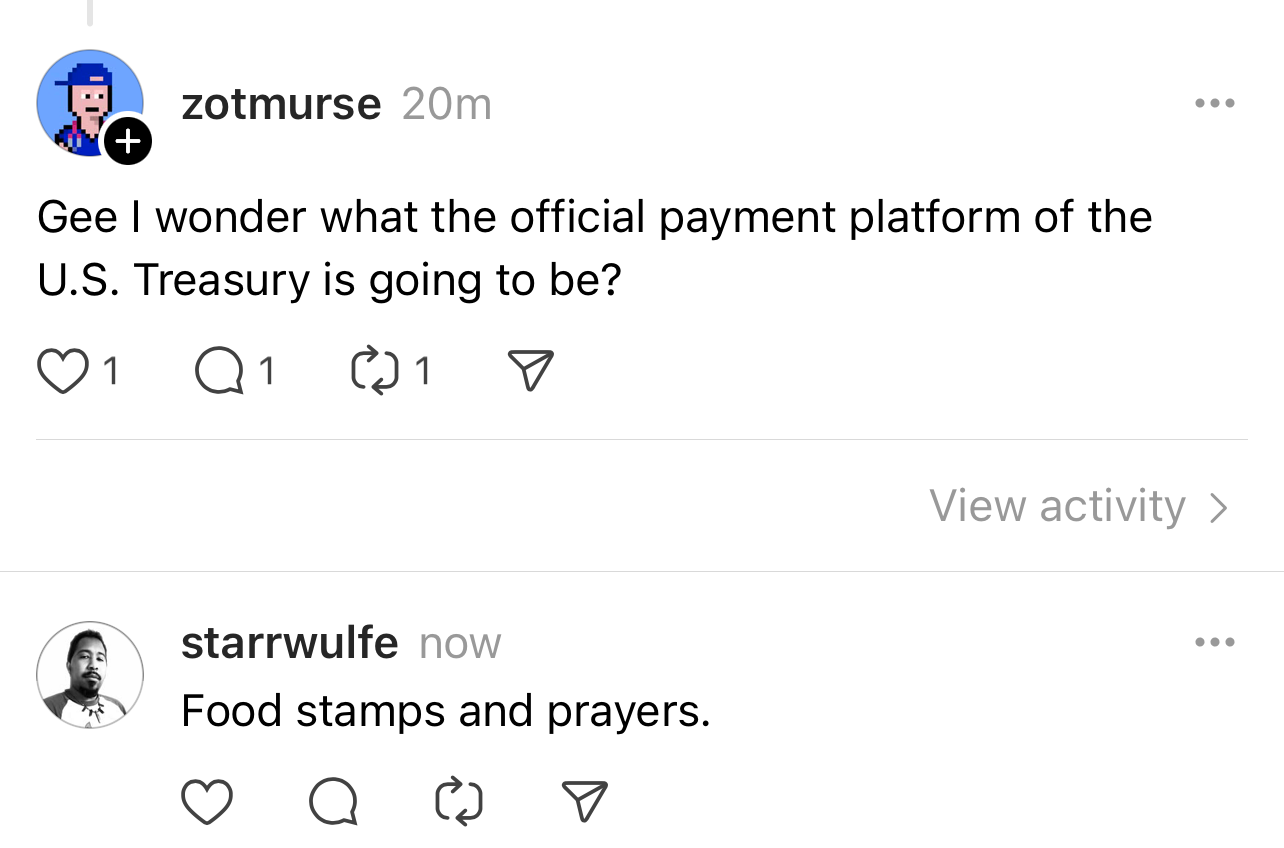 zotmurse 20m
Gee I wonder what the official payment platform of the
U.S. Treasury is going to be?
1 1 1
View activity
starrwulfe now
Food stamps and prayers.